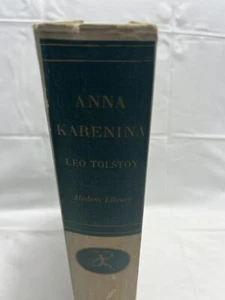 ANNA
KARENINA
LEO TOLSTOY
Modern Library